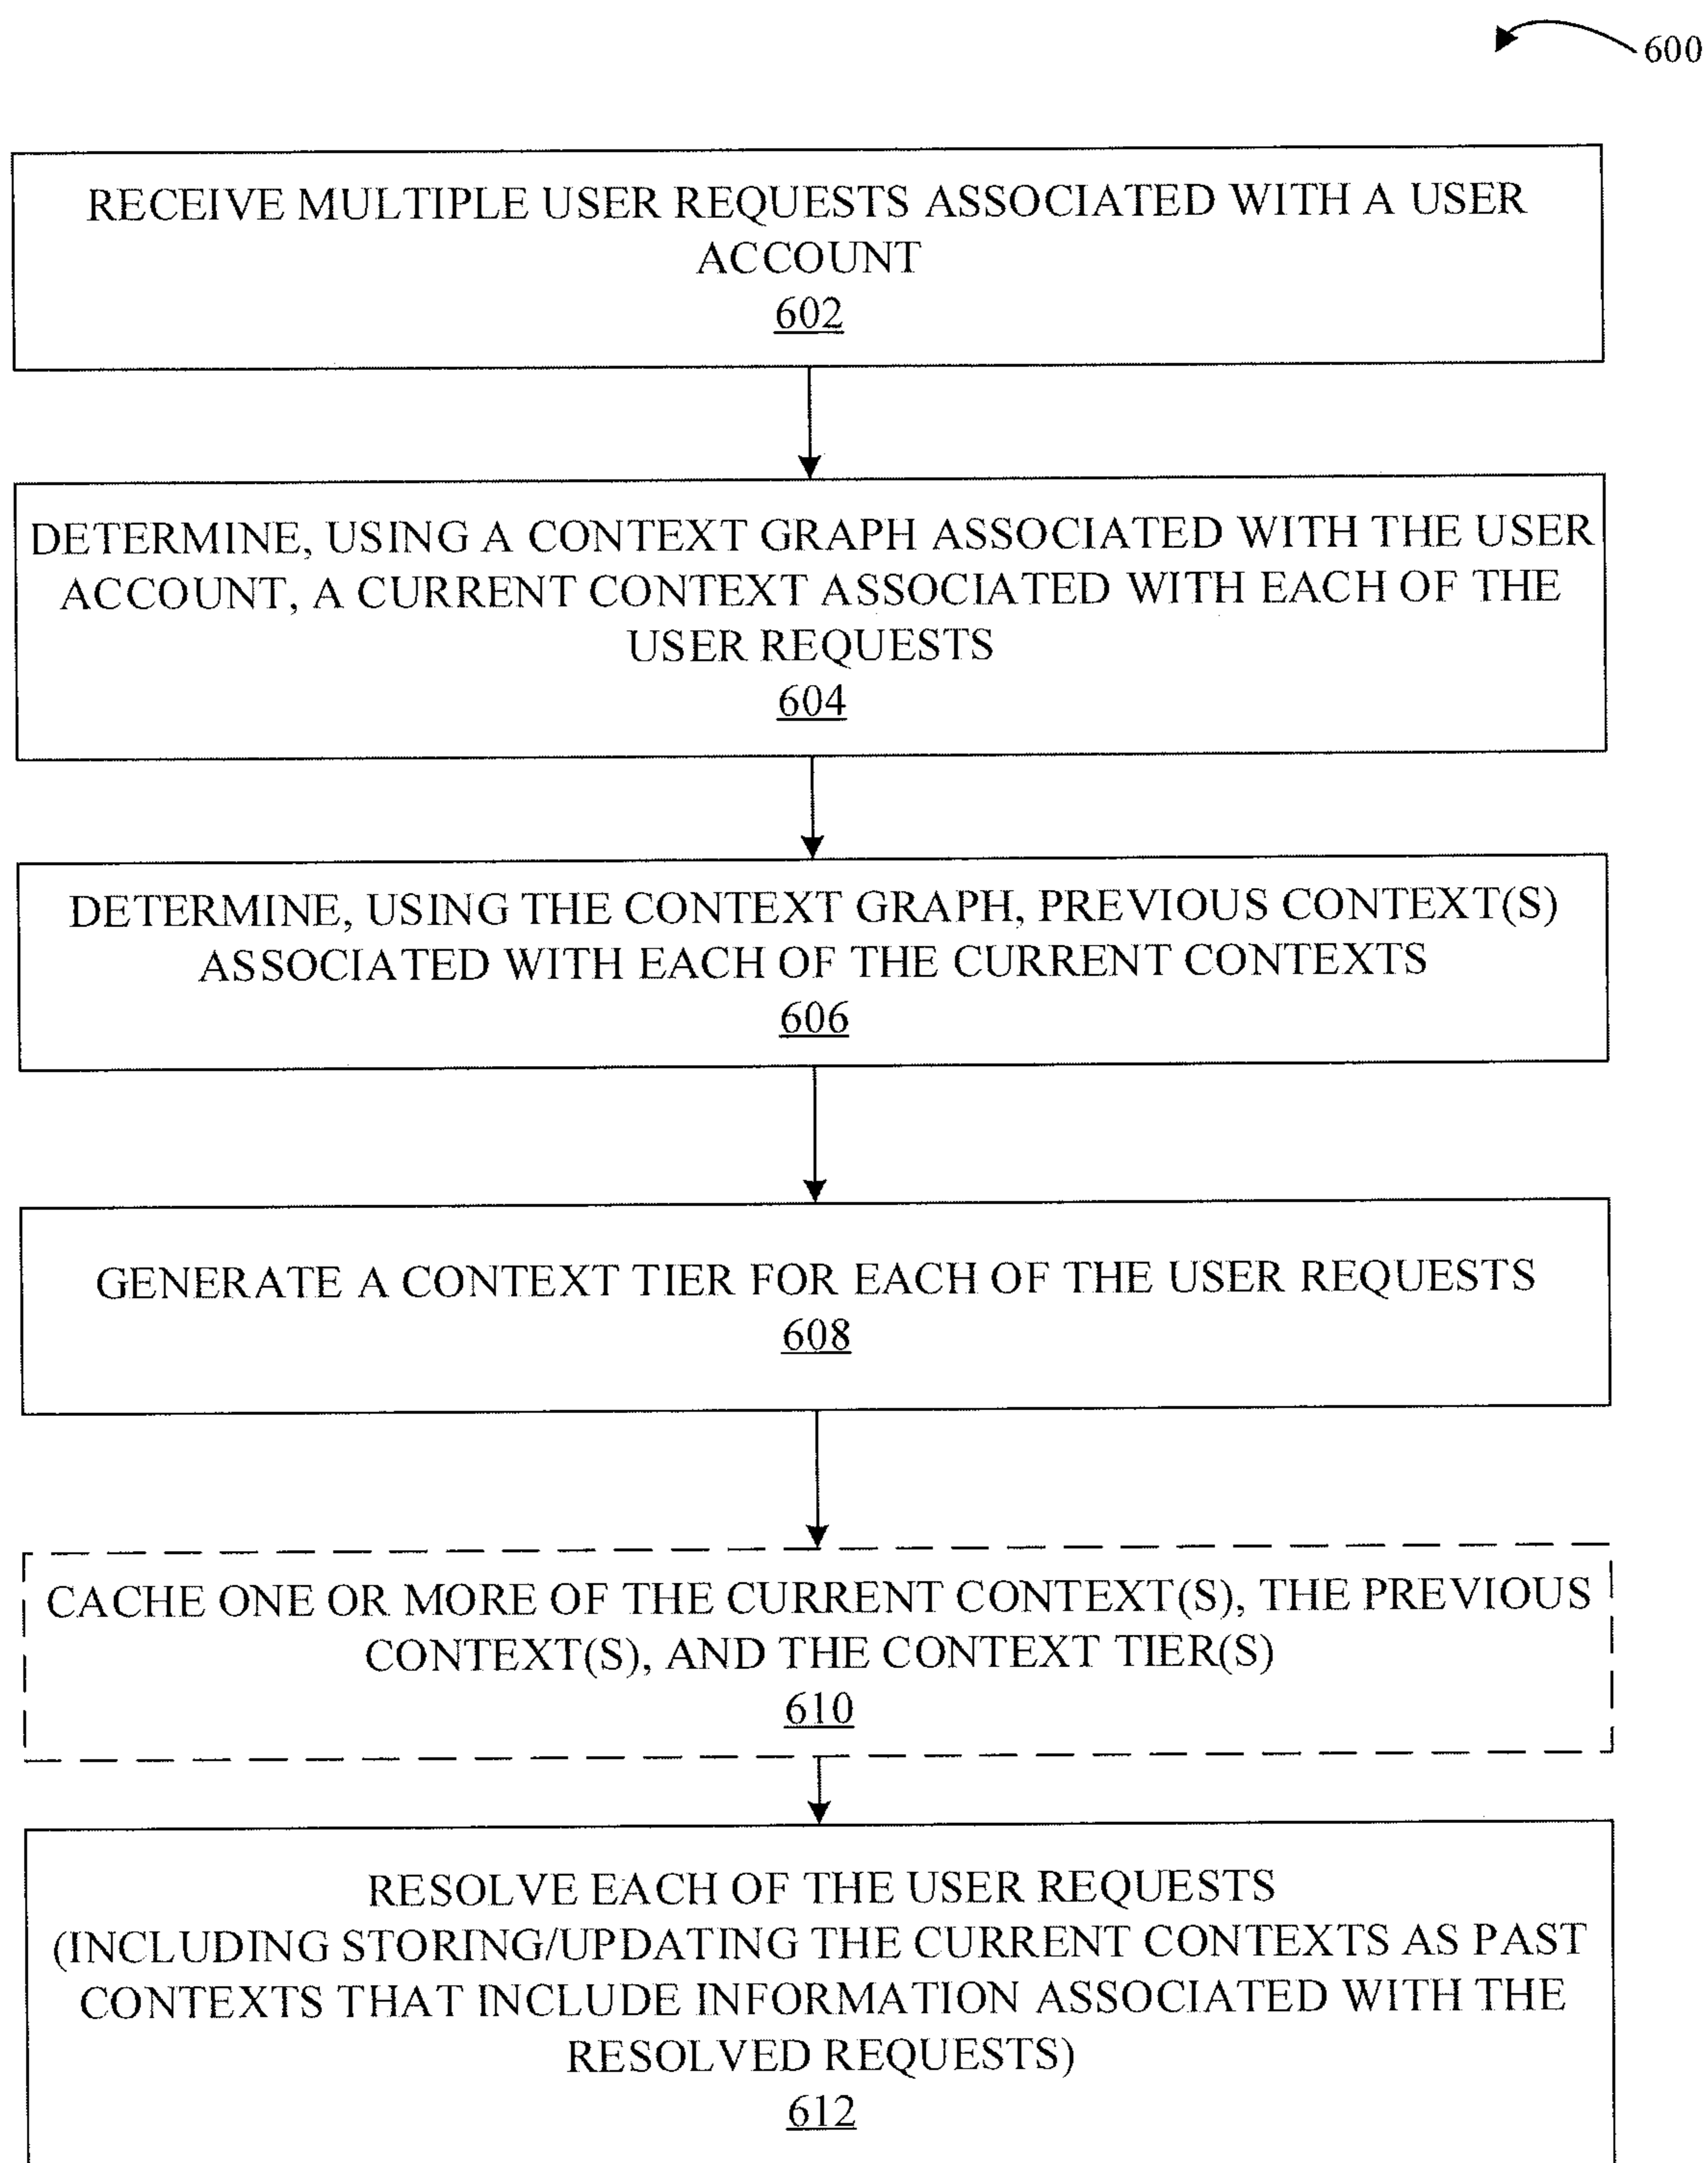 600
RECEIVE MULTIPLE USER REQUESTS ASSOCIATED WITH A USER
ACCOUNT
602
DETERMINE, USING A CONTEXT GRAPH ASSOCIATED WITH THE USER
ACCOUNT, A CURRENT CONTEXT ASSOCIATED WITH EACH OF THE
USER REQUESTS
604
DETERMINE, USING THE CONTEXT GRAPH, PREVIOUS CONTEXT(S)
ASSOCIATED WITH EACH OF THE CURRENT CONTEXTS
606
GENERATE A CONTEXT TIER FOR EACH OF THE USER REQUESTS
608
CACHE ONE OR MORE OF THE CURRENT CONTEXT(S), THE PREVIOUS
CONTEXT(S), AND THE CONTEXT TIER(S)
610
RESOLVE EACH OF THE USER REQUESTS
(INCLUDING STORING/UPDATING THE CURRENT CONTEXTS AS PAST
CONTEXTS THAT INCLUDE INFORMATION ASSOCIATED WITH THE
RESOLVED REQUESTS)
612